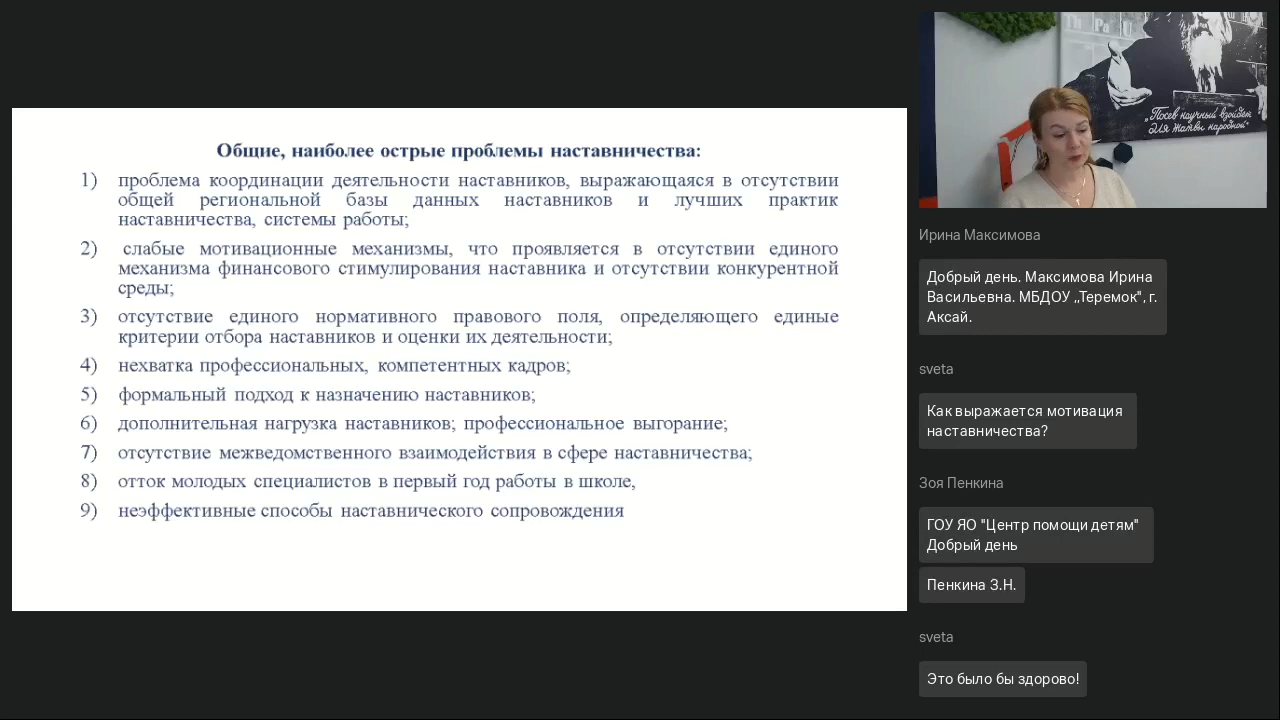 Общие, наиболее острые проблемы наставничества:
1) проблема координации деятельности наставников, выражающаяся в отсутствии
общей региональной базы данных наставников и лучших практик
наставничества, системы работы;
2) слабые мотивационные механизмы, что проявляется в отсутствии единого
механизма финансового стимулирования наставника и отсутствии конкурентной
среды;
3) отсутствие единого нормативного правового поля, определяющего единые
критерии отбора наставников и оценки их деятельности;
4) нехватка профессиональных, компетентных кадров;
5) формальный подход к назначению наставников;
6) дополнительная нагрузка наставников; профессиональное выгорание;
7) отсутствие межведомственного взаимодействия в сфере наставничества;
8) отток молодых специалистов в первый год работы в школе,
9) неэффективные способы наставнического сопровождения
„Посев научный взойдет
для жатвы народной"
Ирина Максимова
Добрый день. Максимова Ирина
Васильевна. МБДОУ ,,Теремок", г.
Аксай.
sveta
Как выражается мотивация
наставничества?
Зоя Пенкина
ГОУ ЯО "Центр помощи детям"
Добрый день
Пенкина З.Н.
sveta
Это было бы здорово!